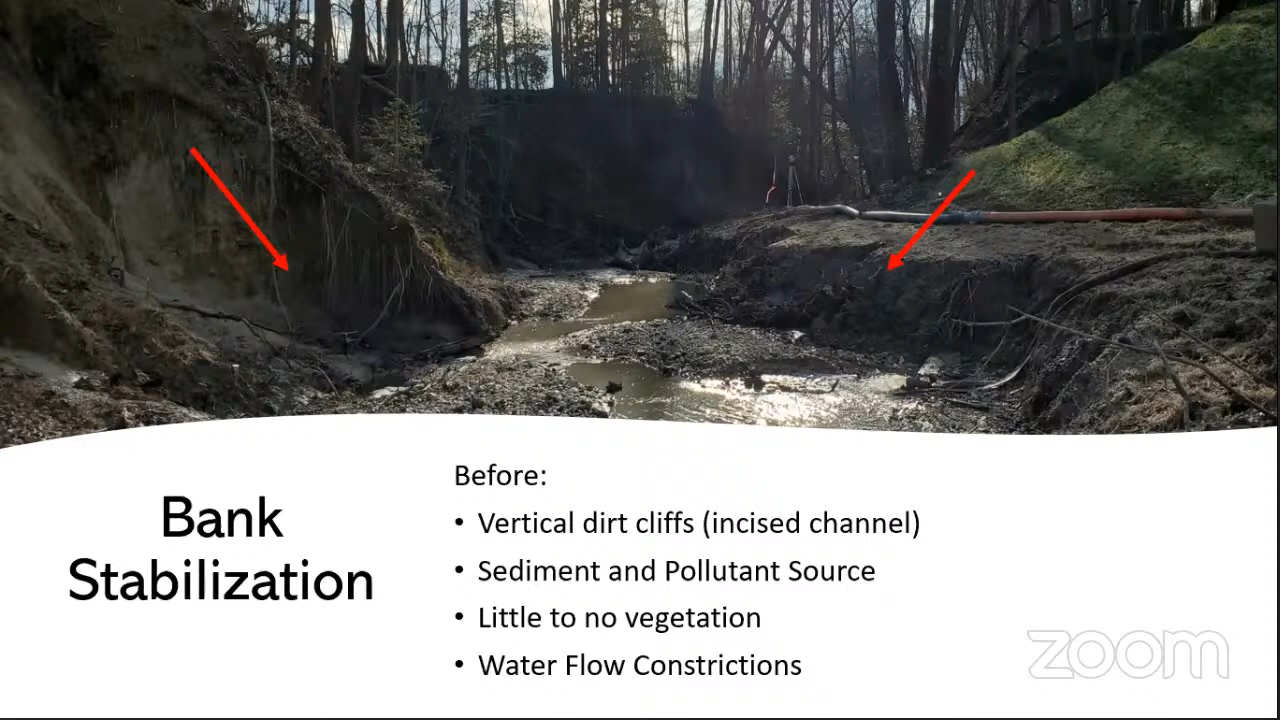 Bank
Stabilization
Before:
• Vertical dirt cliffs (incised channel)
• Sediment and Pollutant Source
• Little to no vegetation
• Water Flow Constrictions
zoom